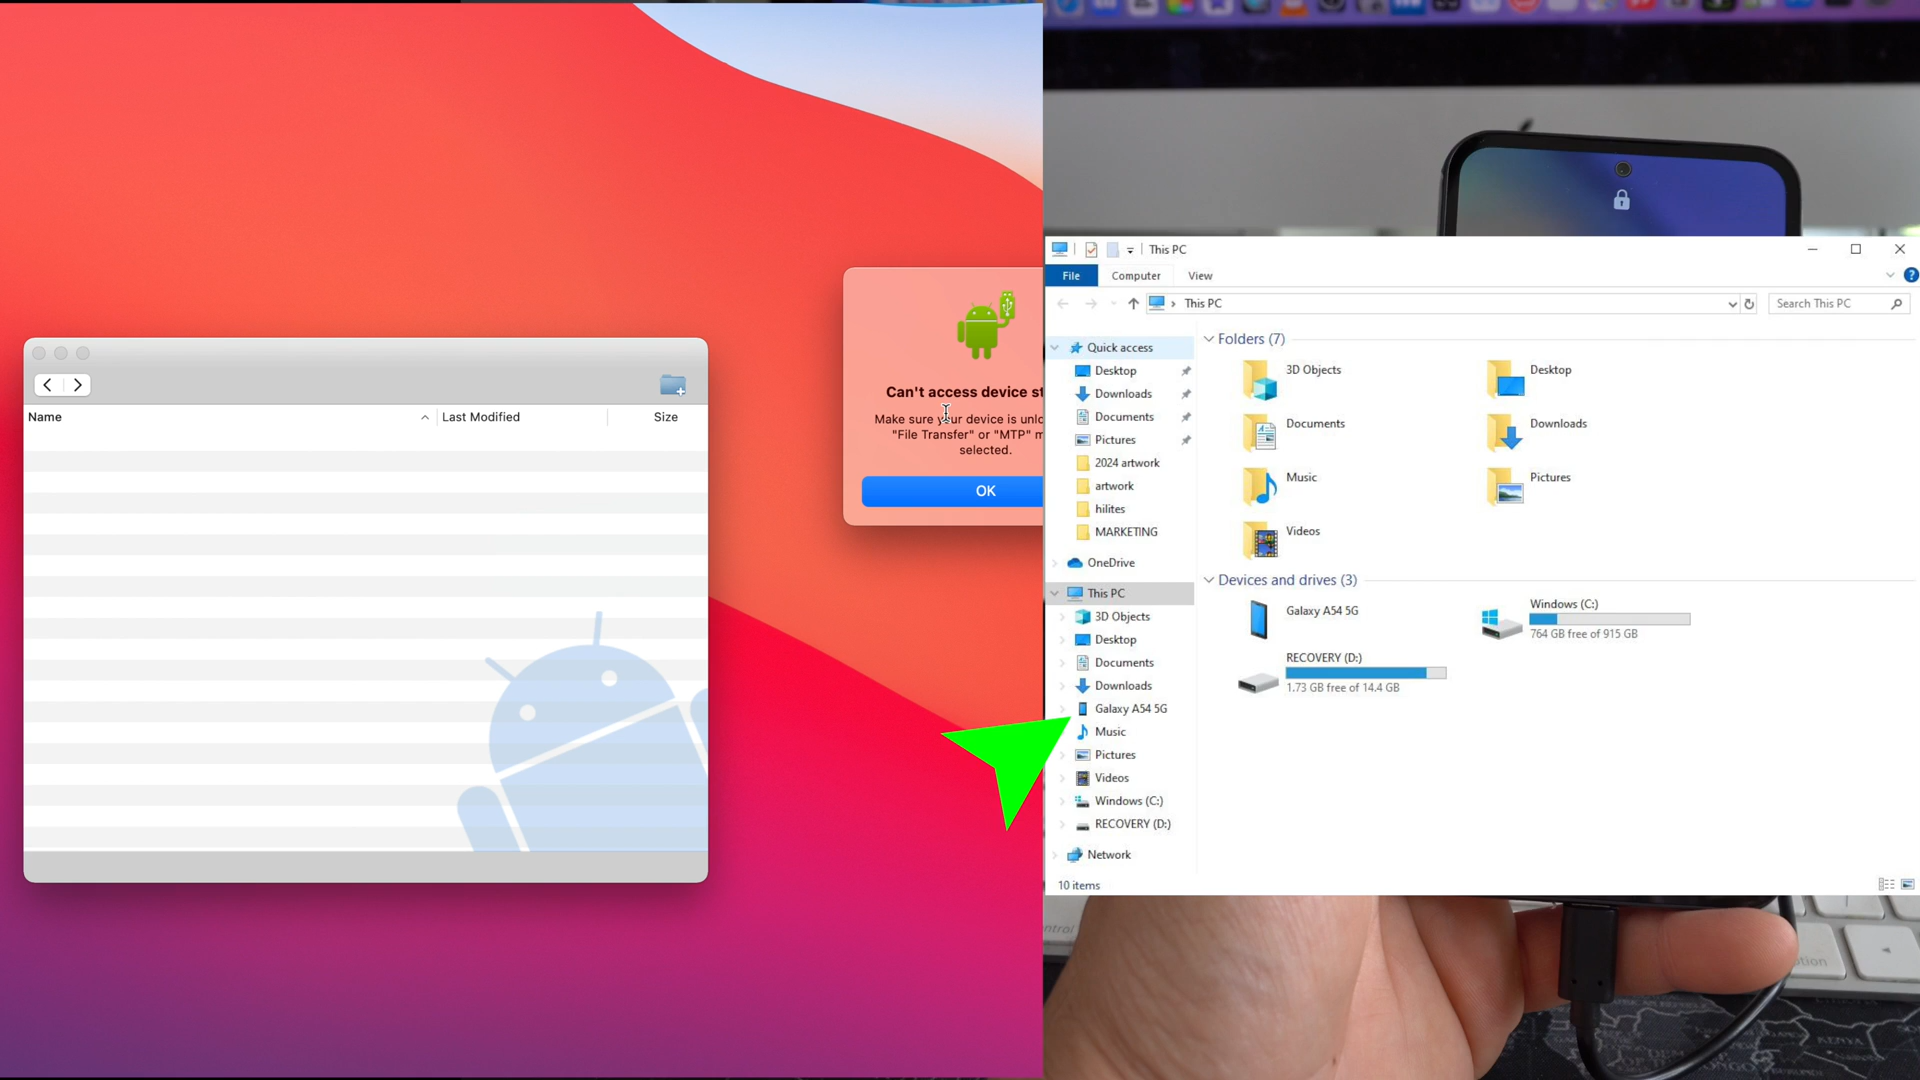 Name
Last Modified
Size
Can't access device st
Make sure your device is unlo
"File Transfer" or "MTP" m
selected.
OK
This PC
File
Computer
View
This PC
Search This PC
Quick access
Desktop
Downloads
Documents
Pictures
2024 artwork
artwork
hilites
MARKETING
OneDrive
This PC
3D Objects
Desktop
Documents
Downloads
Galaxy A54 5G
Music
Pictures
Videos
Windows (C:)
RECOVERY (D:)
Network
Folders (7)
3D Objects
Desktop
Documents
Downloads
Music
Pictures
Videos
Devices and drives (3)
Galaxy A54 5G
Windows (C:)
764 GB free of 915 GB
RECOVERY (D:)
1.73 GB free of 14.4 GB
10 items
ontrol
KENYA